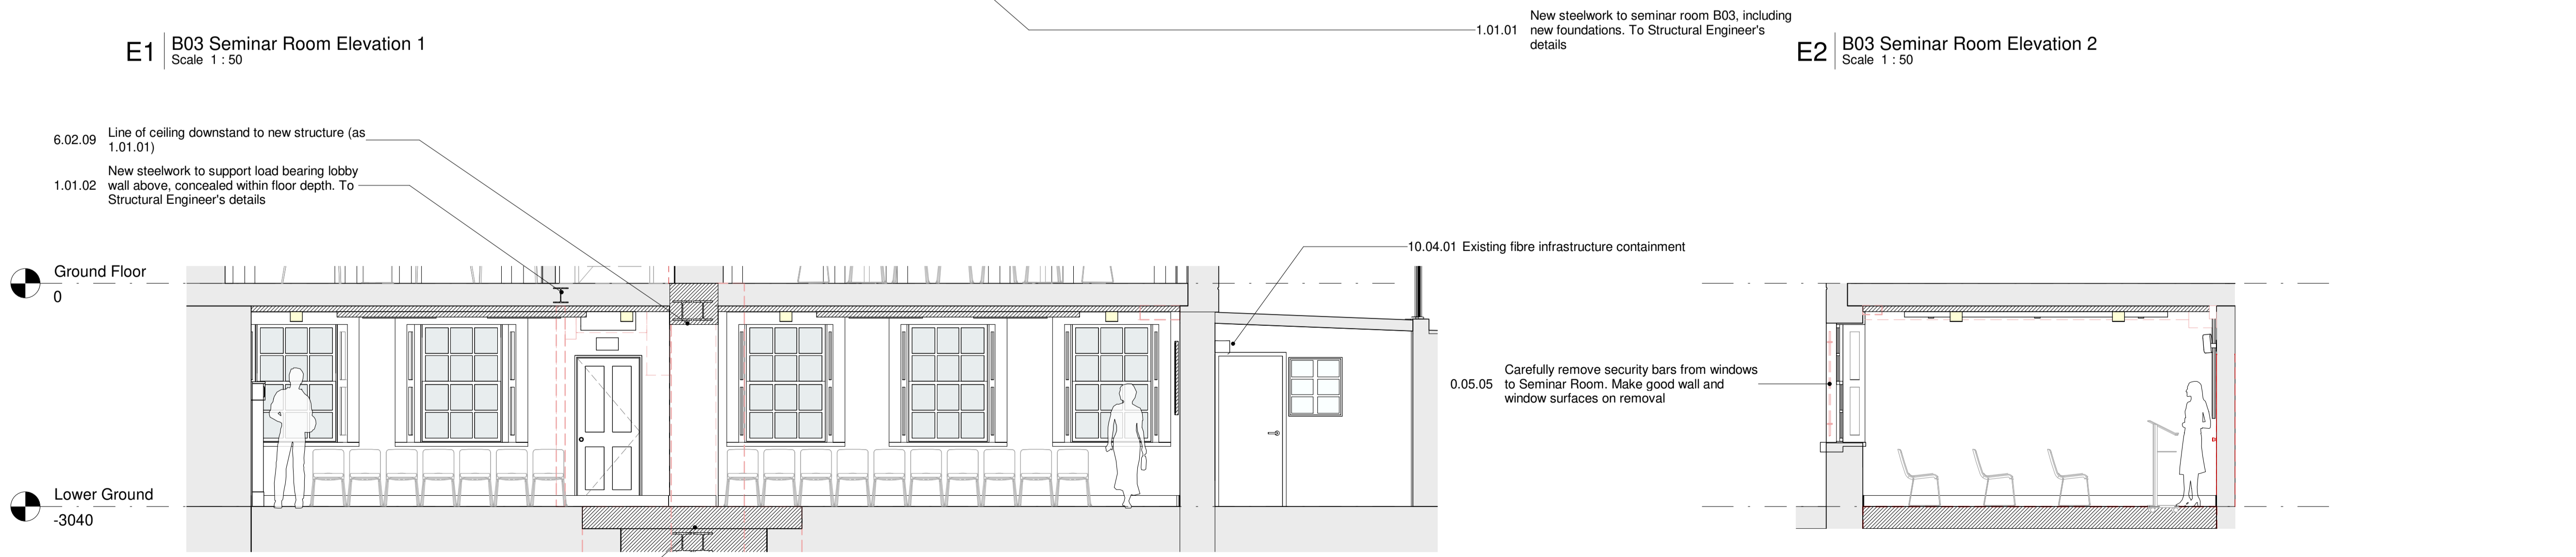 1.01.01 New steelwork to seminar room B03, including
new foundations. To Structural Engineer's
details
E1 B03 Seminar Room Elevation 1
Scale 1 : 50
E2 B03 Seminar Room Elevation 2
Scale 1 : 50
6.02.09 Line of ceiling downstand to new structure (as
1.01.01)
1.01.02 New steelwork to support load bearing lobby
wall above, concealed within floor depth. To
Structural Engineer's details
10.04.01 Existing fibre infrastructure containment
Ground Floor
0
0.05.05 Carefully remove security bars from windows
to Seminar Room. Make good wall and
window surfaces on removal
Lower Ground
-3040